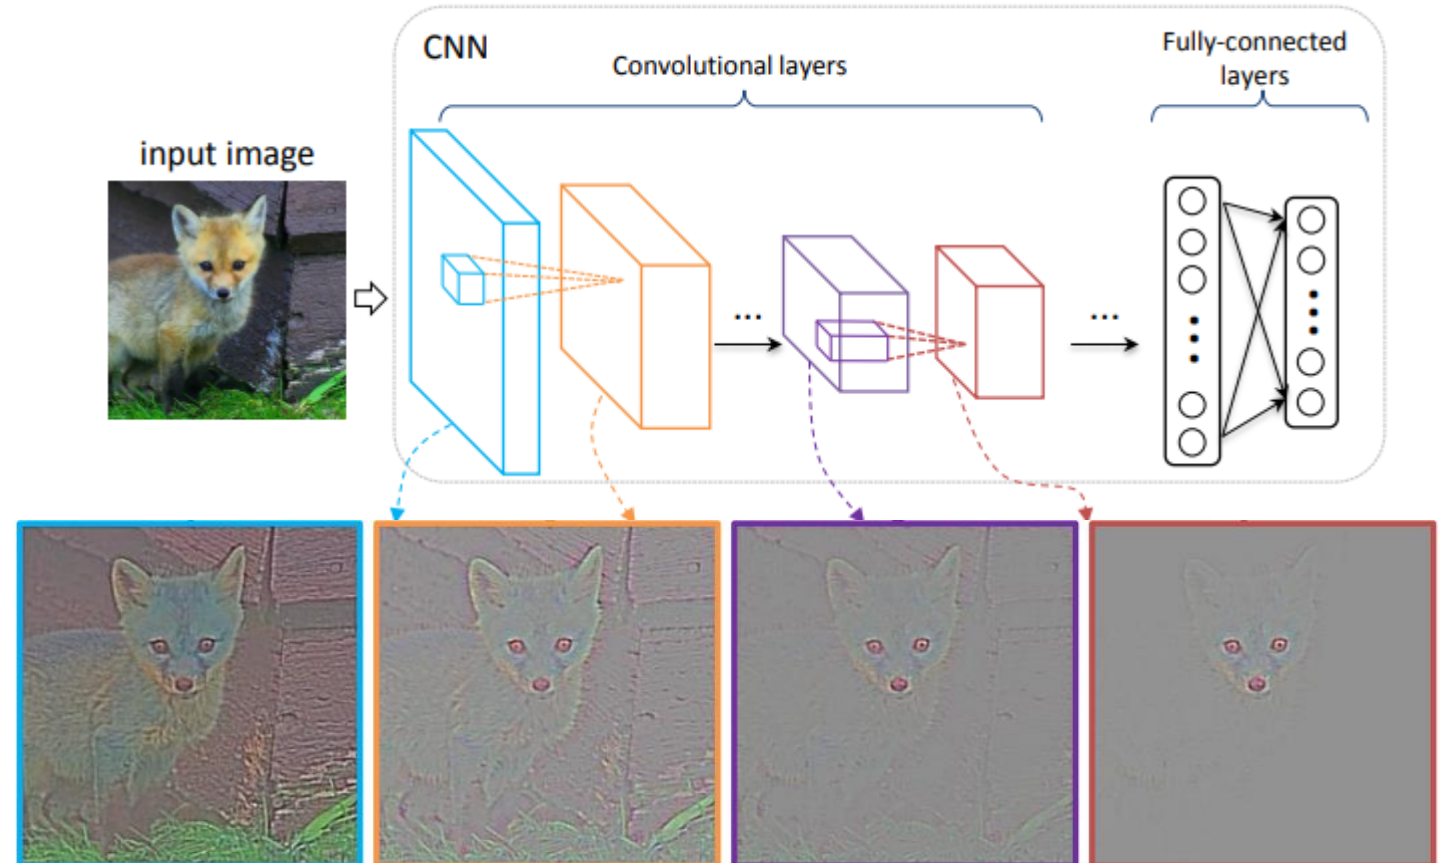 CNN
Convolutional layers
Fully-connected
layers
input image
...
...